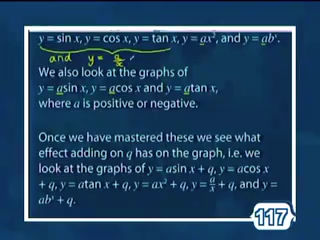 y = sin x, y = cos x, y = tan x, y = ax², and y = abˣ.
and y = a/x
We also look at the graphs of
y = asin x, y = acos x and y = atan x,
where a is positive or negative.
Once we have mastered these we see what
effect adding on q has on the graph, i.e. we
look at the graphs of y = asin x + q, y = acos x
+ q, y = atan x + q, y = ax² + q, y = a/x + q, and y =
abˣ + q.
117